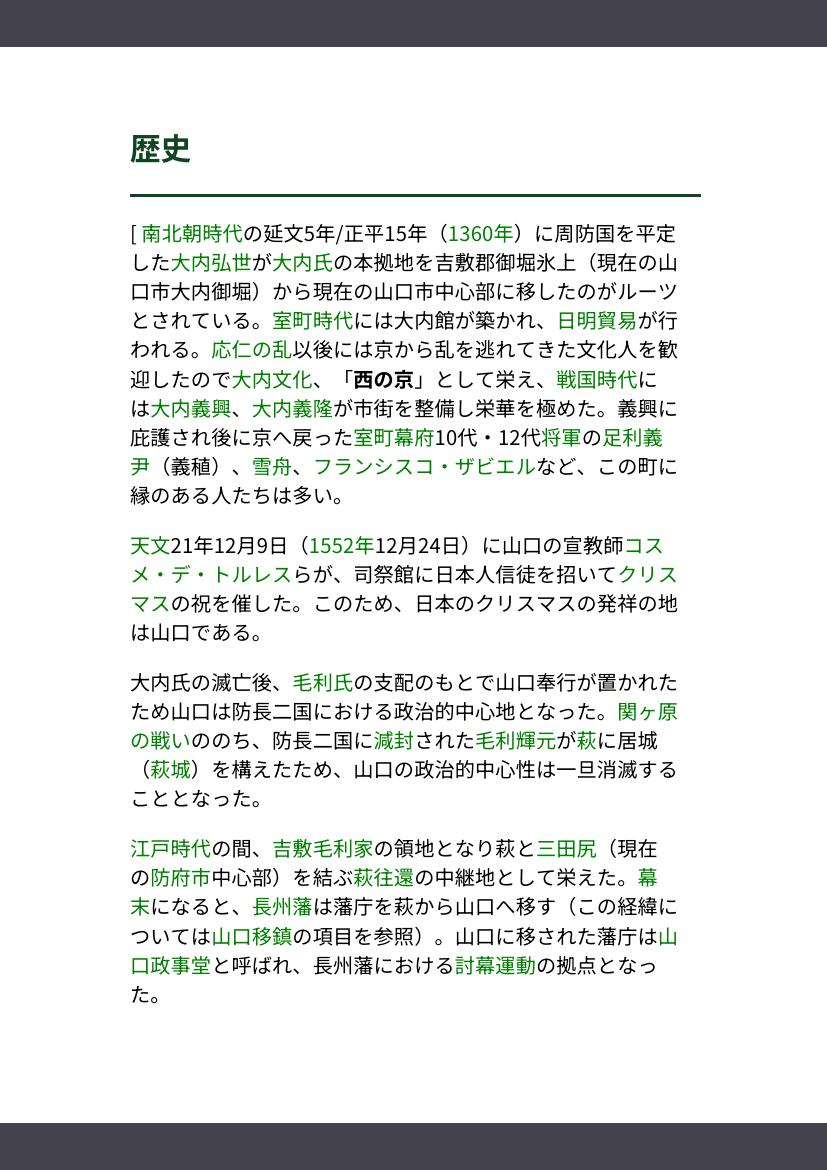 歴史
[ 南北朝時代の延文5年/正平15年（1360年）に周防国を平定
した大内弘世が大内氏の本拠地を吉敷郡御堀氷上（現在の山
口市大内御堀）から現在の山口市中心部に移したのがルーツ
とされている。室町時代には大内館が築かれ、日明貿易が行
われる。応仁の乱以後には京から乱を逃れてきた文化人を歓
迎したので大内文化、「西の京」として栄え、戦国時代に
は大内義興、大内義隆が市街を整備し栄華を極めた。義興に
庇護され後に京へ戻った室町幕府10代・12代将軍の足利義
尹（義稙）、雪舟、フランシスコ・ザビエルなど、この町に
縁のある人たちは多い。
天文21年12月9日（1552年12月24日）に山口の宣教師コス
メ・デ・トルレスらが、司祭館に日本人信徒を招いてクリス
マスの祝を催した。このため、日本のクリスマスの発祥の地
は山口である。
大内氏の滅亡後、毛利氏の支配のもとで山口奉行が置かれた
ため山口は防長二国における政治的中心地となった。関ヶ原
の戦いののち、防長二国に減封された毛利輝元が萩に居城
（萩城）を構えたため、山口の政治的中心性は一旦消滅する
こととなった。
江戸時代の間、吉敷毛利家の領地となり萩と三田尻（現在
の防府市中心部）を結ぶ萩往還の中継地として栄えた。幕
末になると、長州藩は藩庁を萩から山口へ移す（この経緯に
ついては山口移鎮の項目を参照）。山口に移された藩庁は山
口政事堂と呼ばれ、長州藩における討幕運動の拠点となっ
た。